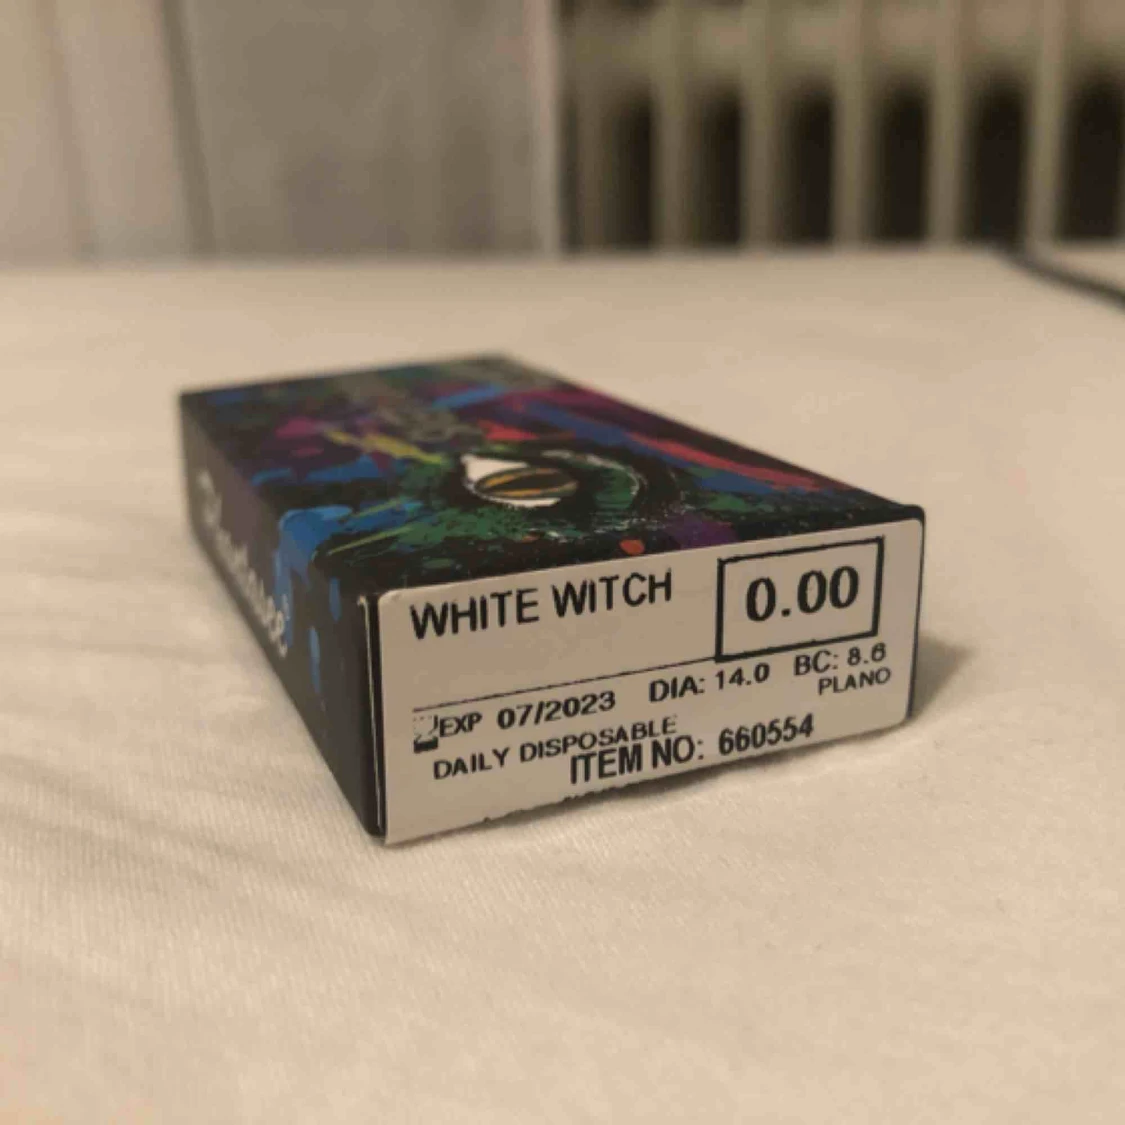 WHITE WITCH
0.00
EXP 07/2023 DIA: 14.0 BC: 8.6
PLANO
DAILY DISPOSABLE
ITEM NO: 660554